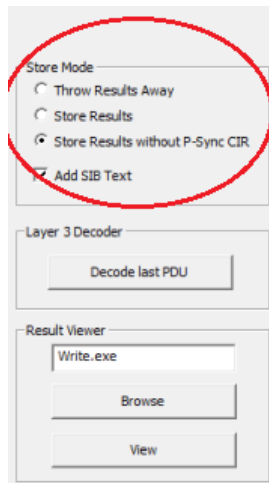 Store Mode
Throw Results Away
Store Results
Store Results without P-Sync CIR
Add SIB Text
Layer 3 Decoder
Decode last PDU
Result Viewer
Write.exe
Browse
View